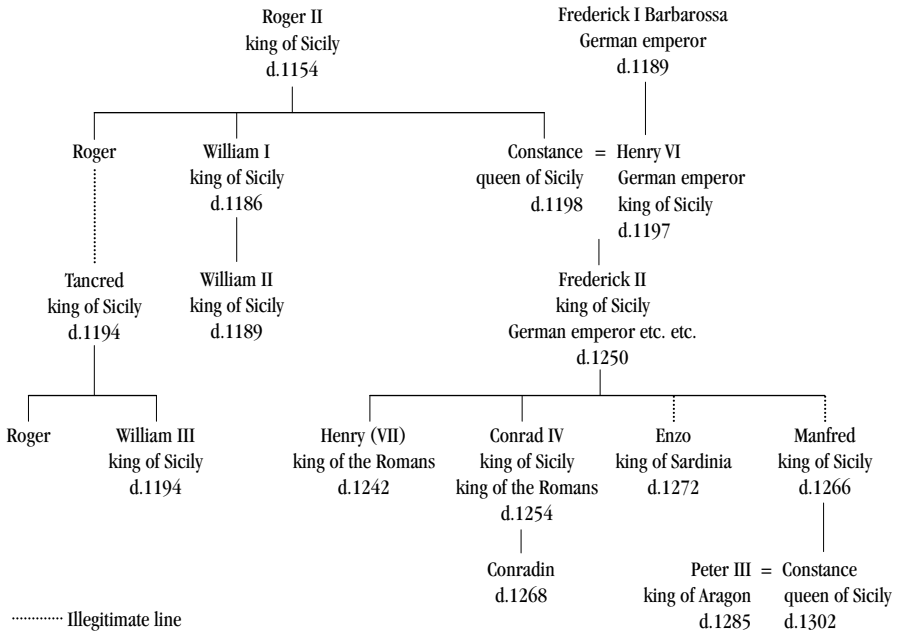 Roger II
king of Sicily
d.1154
Frederick I Barbarossa
German emperor
d.1189
Roger
William I
king of Sicily
d.1186
Constance = Henry VI
queen of Sicily German emperor
d.1198 king of Sicily
d.1197
Tancred
king of Sicily
d.1194
William II
king of Sicily
d.1189
Frederick II
king of Sicily
German emperor etc. etc.
d.1250
Roger
William III
king of Sicily
d.1194
Henry (VII)
king of the Romans
d.1242
Conrad IV
king of Sicily
king of the Romans
d.1254
Enzo
king of Sardinia
d.1272
Manfred
king of Sicily
d.1266
Conradin
d.1268
Peter III = Constance
king of Aragon queen of Sicily
d.1285 d.1302
Illegitimate line